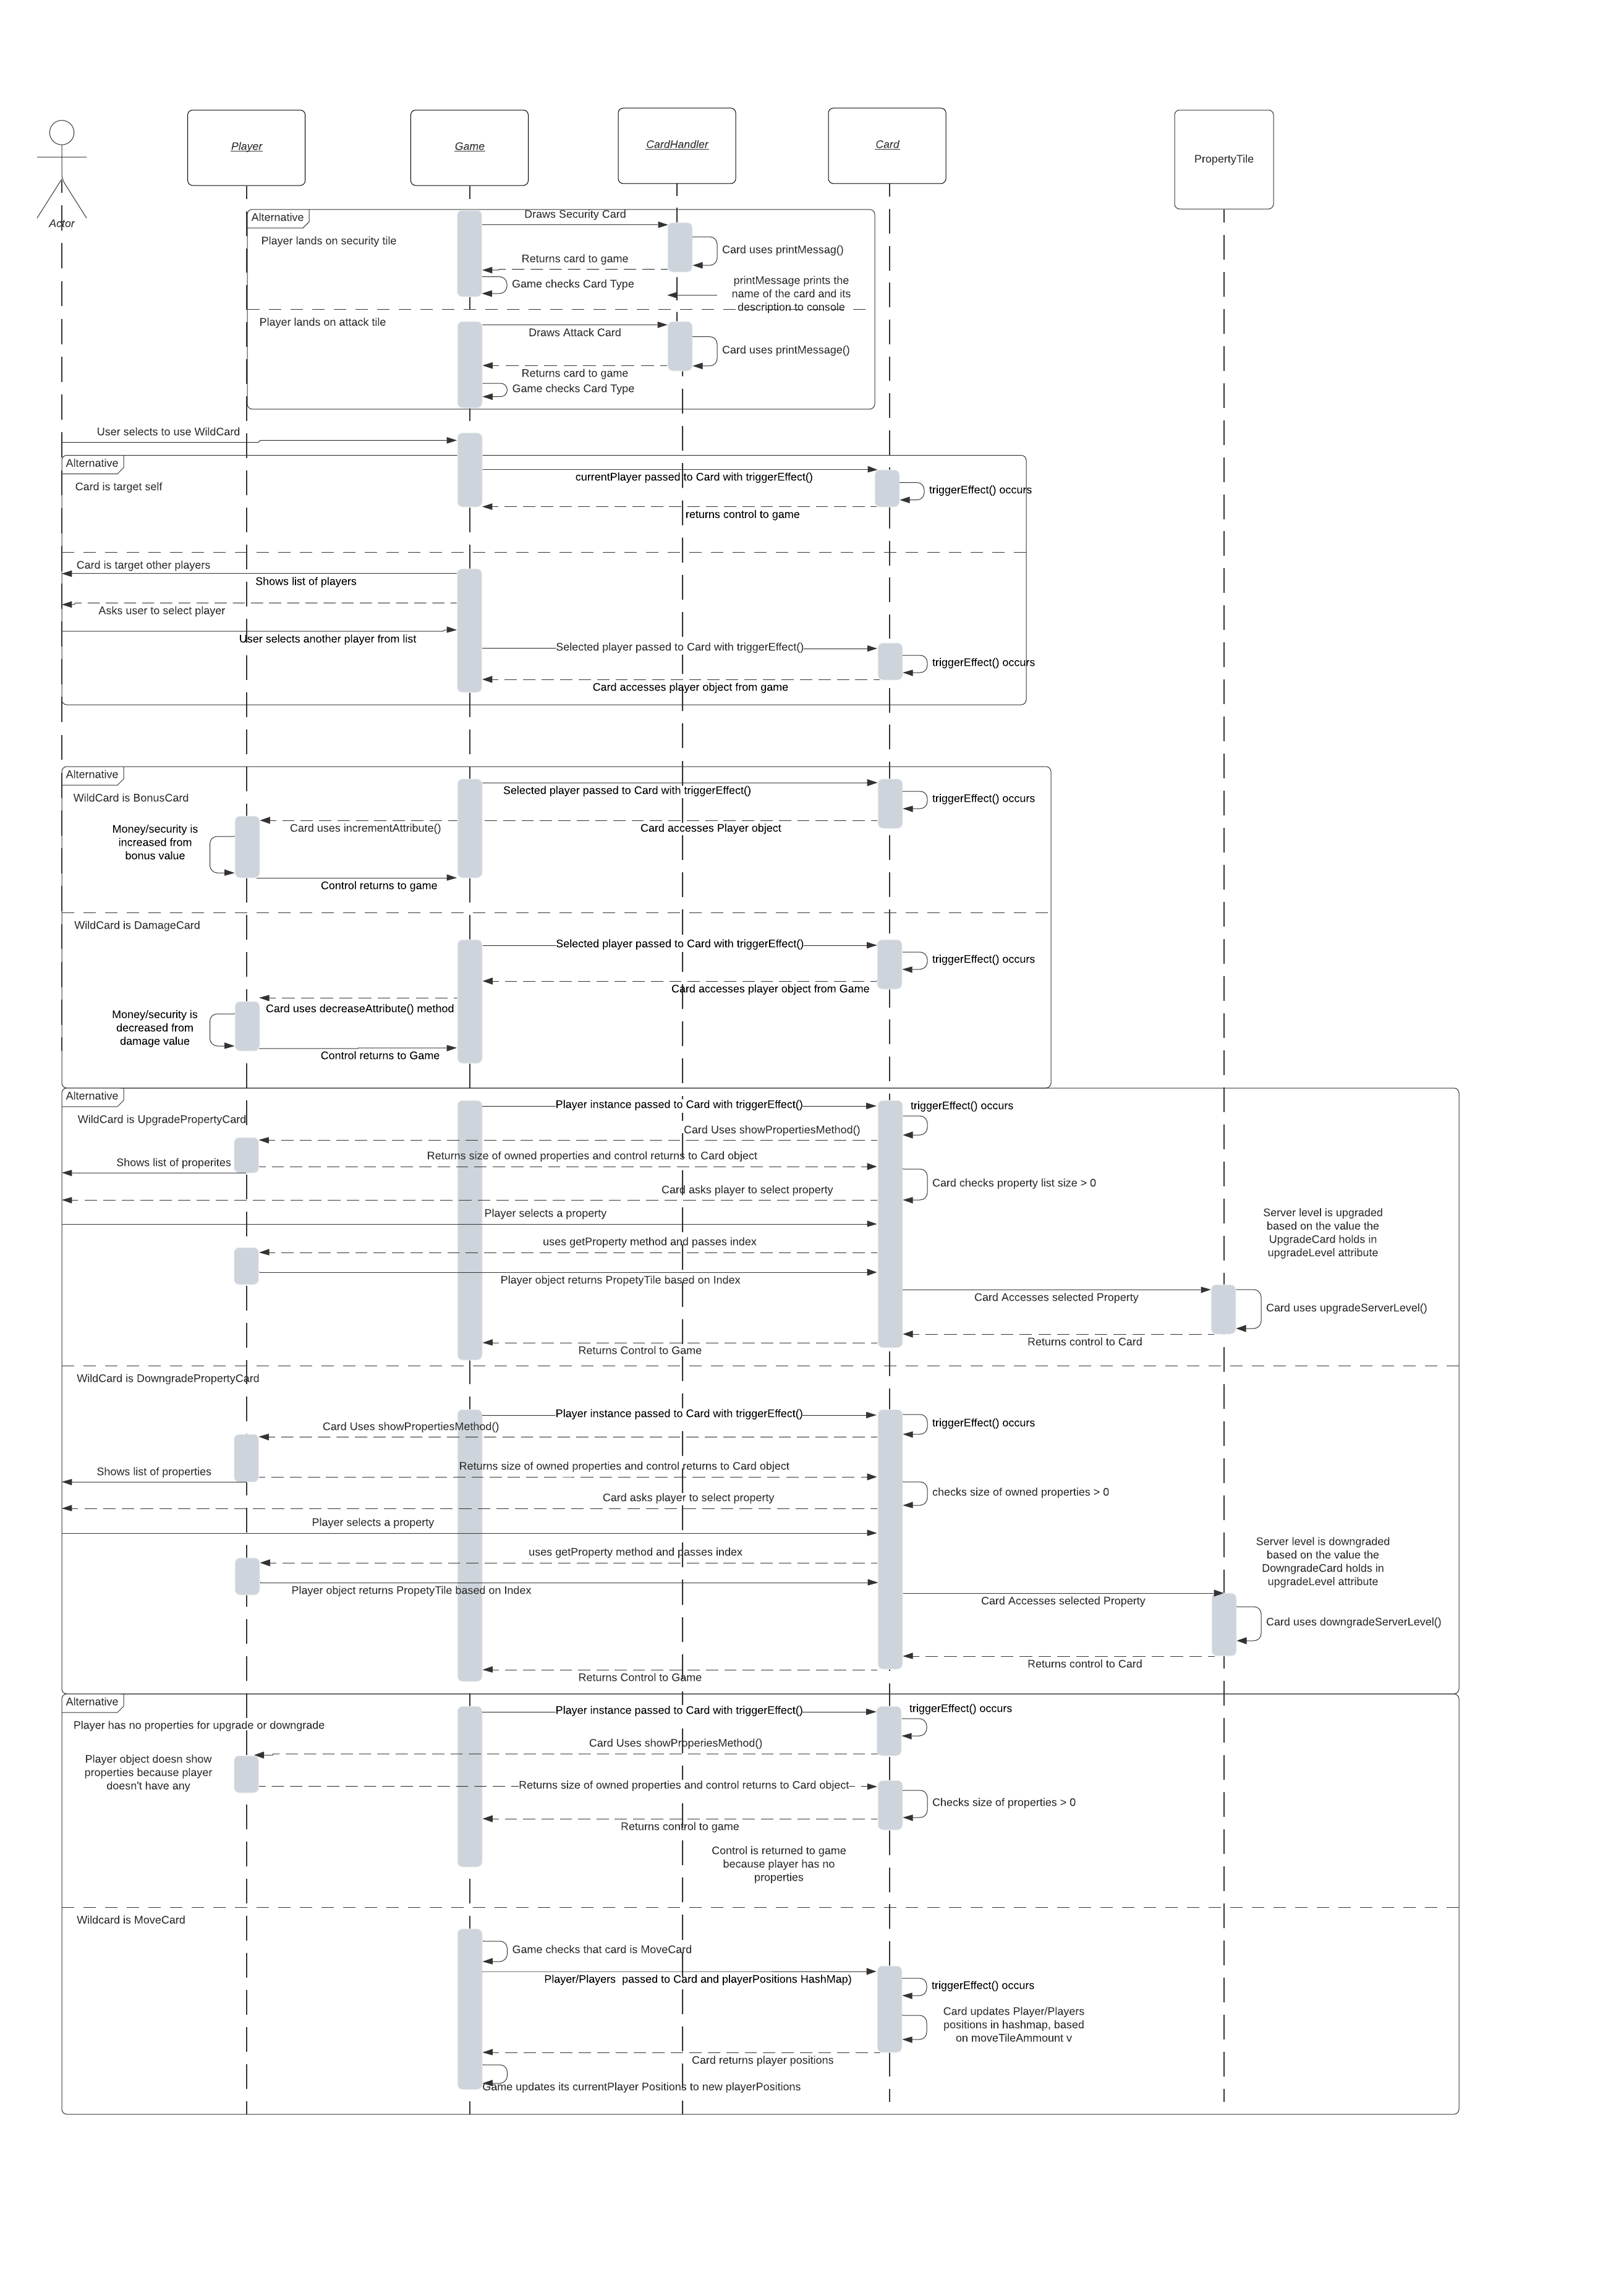 Actor
Player
Game
CardHandler
Card
PropertyTile
Alternative
Player lands on security tile
Draws Security Card
Card uses printMessag()
Returns card to game
Game checks Card Type
printMessage prints the
name of the card and its
description to console
Player lands on attack tile
Draws Attack Card
Card uses printMessage()
Returns card to game
Game checks Card Type
User selects to use WildCard
Alternative
Card is target self
currentPlayer passed to Card with triggerEffect()
triggerEffect() occurs
returns control to game
Card is target other players
Shows list of players
Asks user to select player
User selects another player from list
Selected player passed to Card with triggerEffect()
triggerEffect() occurs
Card accesses player object from game
Alternative
WildCard is BonusCard
Selected player passed to Card with triggerEffect()
triggerEffect() occurs
Card uses incrementAttribute()
Card accesses Player object
Money/security is
increased from
bonus value
Control returns to game
WildCard is DamageCard
Selected player passed to Card with triggerEffect()
triggerEffect() occurs
Card accesses player object from Game
Card uses decreaseAttribute() method
Money/security is
decreased from
damage value
Control returns to Game
Alternative
WildCard is UpgradePropertyCard
Player instance passed to Card with triggerEffect()
triggerEffect() occurs
Card Uses showPropertiesMethod()
Returns size of owned properties and control returns to Card object
Shows list of properites
Card checks property list size > 0
Card asks player to select property
Player selects a property
Server level is upgraded
based on the value the
UpgradeCard holds in
upgradeLevel attribute
uses getProperty method and passes index
Player object returns PropetyTile based on Index
Card Accesses selected Property
Card uses upgradeServerLevel()
Returns control to Card
Returns Control to Game
WildCard is DowngradePropertyCard
Player instance passed to Card with triggerEffect()
triggerEffect() occurs
Card Uses showPropertiesMethod()
Returns size of owned properties and control returns to Card object
Shows list of properties
checks size of owned properties > 0
Card asks player to select property
Player selects a property
Server level is downgraded
based on the value the
DowngradeCard holds in
upgradeLevel attribute
uses getProperty method and passes index
Player object returns PropetyTile based on Index
Card Accesses selected Property
Card uses downgradeServerLevel()
Returns control to Card
Returns Control to Game
Alternative
Player has no properties for upgrade or downgrade
Player instance passed to Card with triggerEffect()
triggerEffect() occurs
Card Uses showProperiesMethod()
Player object doesn show
properties because player
doesn't have any
Returns size of owned properties and control returns to Card object
Checks size of properties > 0
Returns control to game
Control is returned to game
because player has no
properties
Wildcard is MoveCard
Game checks that card is MoveCard
Player/Players  passed to Card and playerPositions HashMap)
triggerEffect() occurs
Card updates Player/Players
positions in hashmap, based
on moveTileAmmount v
Card returns player positions
Game updates its currentPlayer Positions to new playerPositions